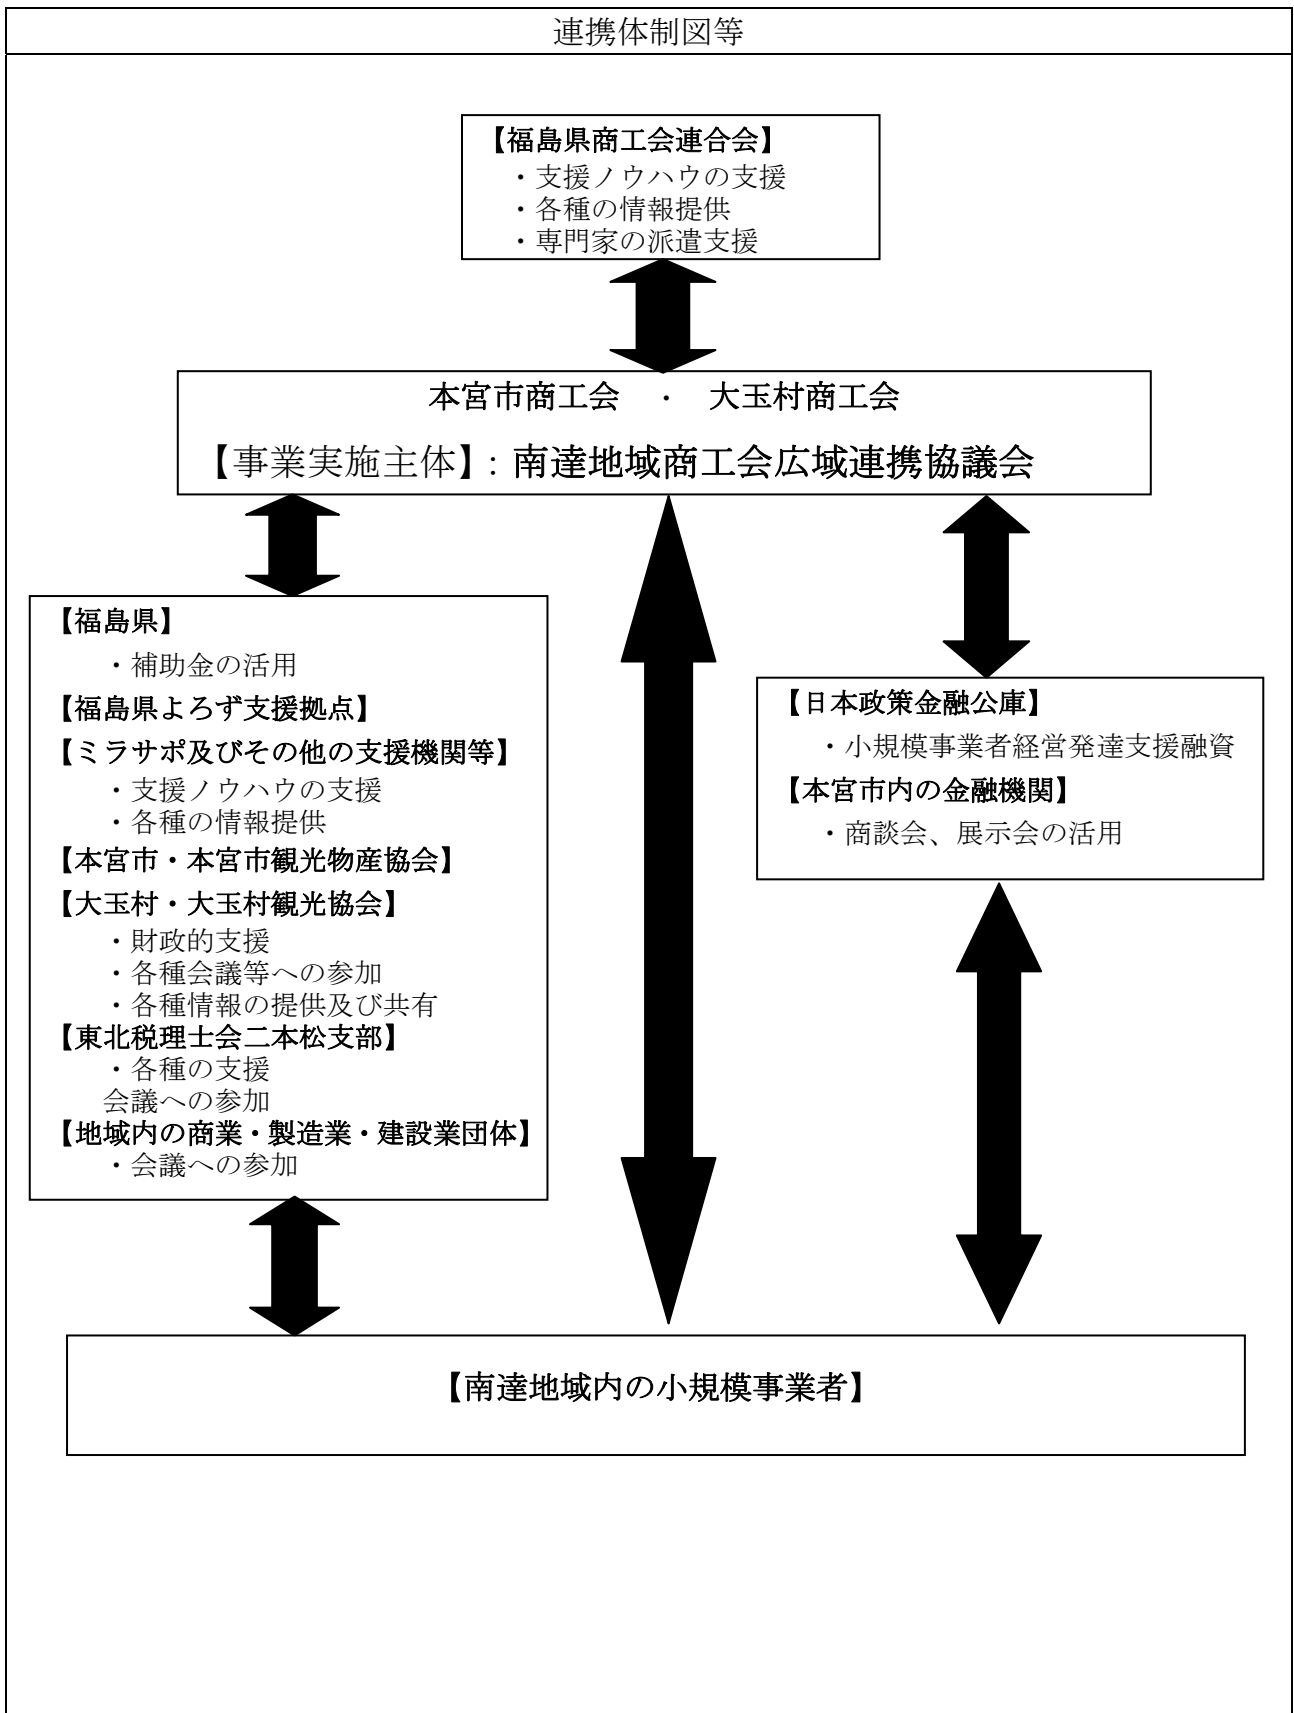 連携体制図等
【福島県商工会連合会】
・支援ノウハウの支援
・各種の情報提供
・専門家の派遣支援
本宮市商工会　・　大玉村商工会
【事業実施主体】：南達地域商工会広域連携協議会
【福島県】
・補助金の活用
【福島県よろず支援拠点】
【ミラサポ及びその他の支援機関等】
・支援ノウハウの支援
・各種の情報提供
【本宮市・本宮市観光物産協会】
【大玉村・大玉村観光協会】
・財政的支援
・各種会議等への参加
・各種情報の提供及び共有
【東北税理士会二本松支部】
・各種の支援
会議への参加
【地域内の商業・製造業・建設業団体】
・会議への参加
【日本政策金融公庫】
・小規模事業者経営発達支援融資
【本宮市内の金融機関】
・商談会、展示会の活用
【南達地域内の小規模事業者】